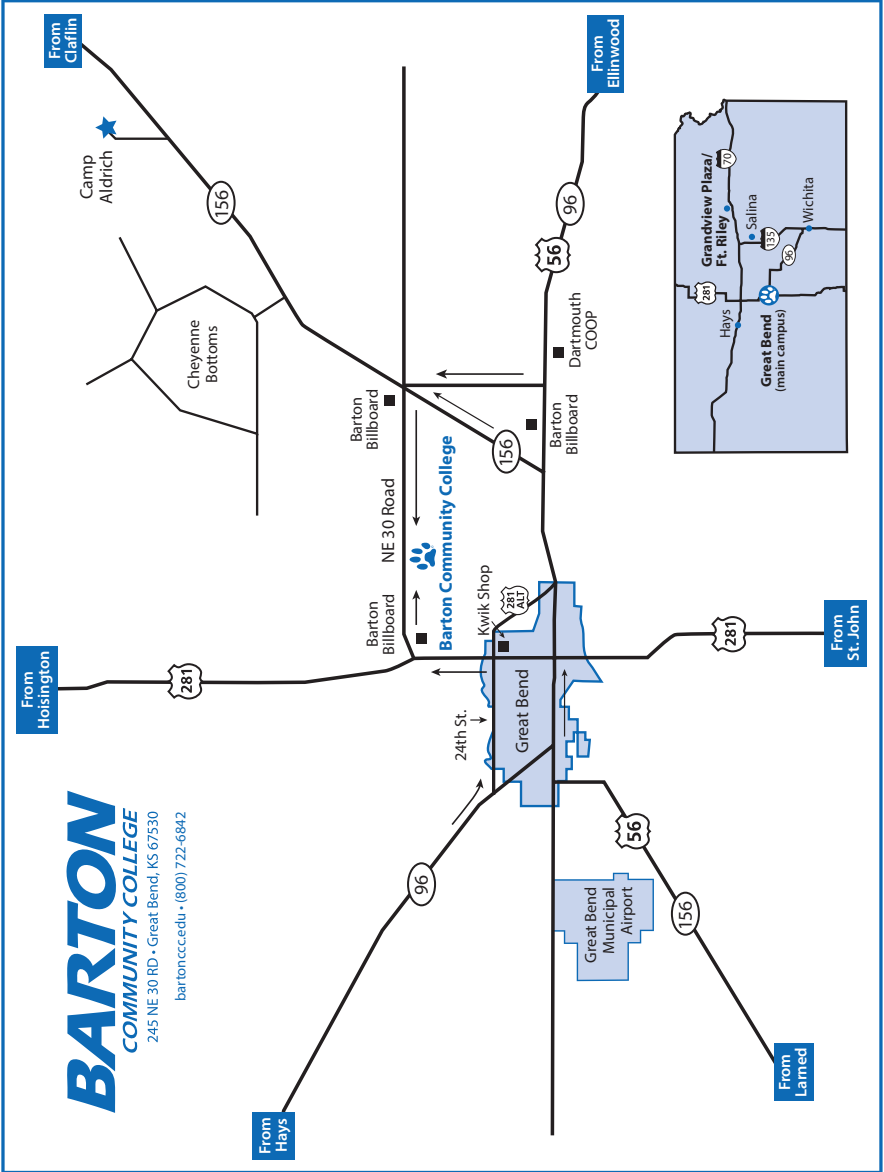 BARTON
COMMUNITY COLLEGE
245 NE 30 RD • Great Bend, KS 67530
bartonccc.edu • (800) 722-6842
From
Hoisington
281
From
Claflin
Camp
Aldrich
156
Cheyenne
Bottoms
From
Hays
96
Barton
Billboard
NE 30 Road
Barton
Billboard
Barton Community College
24th St.
Kwik Shop
281
ALT
Great Bend
156
Barton
Billboard
Dartmouth
COOP
56
96
From
Ellinwood
Great Bend
Municipal
Airport
56
156
From
Larned
281
From
St. John
Hays
281
Grandview Plaza/
Ft. Riley
70
Salina
135
96
Wichita
Great Bend
(main campus)